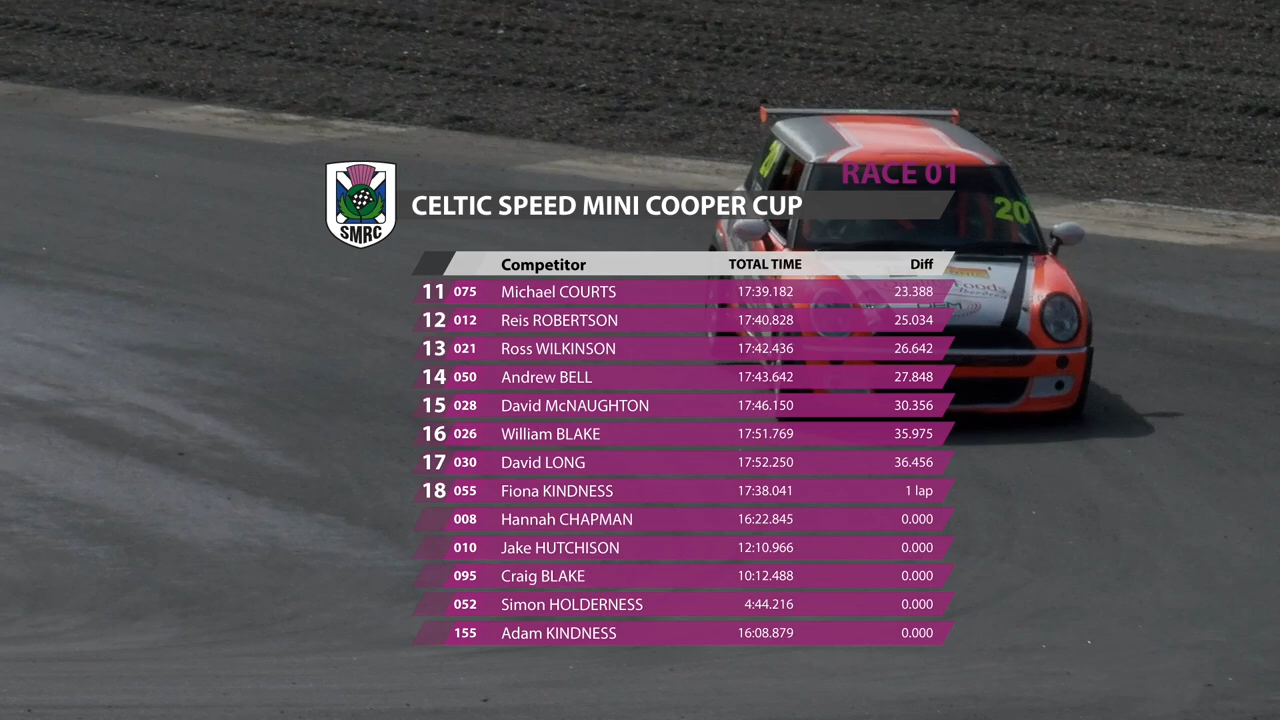 RACE 01
CELTIC SPEED MINI COOPER CUP
SMRC
Competitor TOTAL TIME Diff
11 075 Michael COURTS 17:39.182 23.388
12 012 Reis ROBERTSON 17:40.828 25.034
13 021 Ross WILKINSON 17:42.436 26.642
14 050 Andrew BELL 17:43.642 27.848
15 028 David McNAUGHTON 17:46.150 30.356
16 026 William BLAKE 17:51.769 35.975
17 030 David LONG 17:52.250 36.456
18 055 Fiona KINDNESS 17:38.041 1 lap
008 Hannah CHAPMAN 16:22.845 0.000
010 Jake HUTCHISON 12:10.966 0.000
095 Craig BLAKE 10:12.488 0.000
052 Simon HOLDERNESS 4:44.216 0.000
155 Adam KINDNESS 16:08.879 0.000
20
20